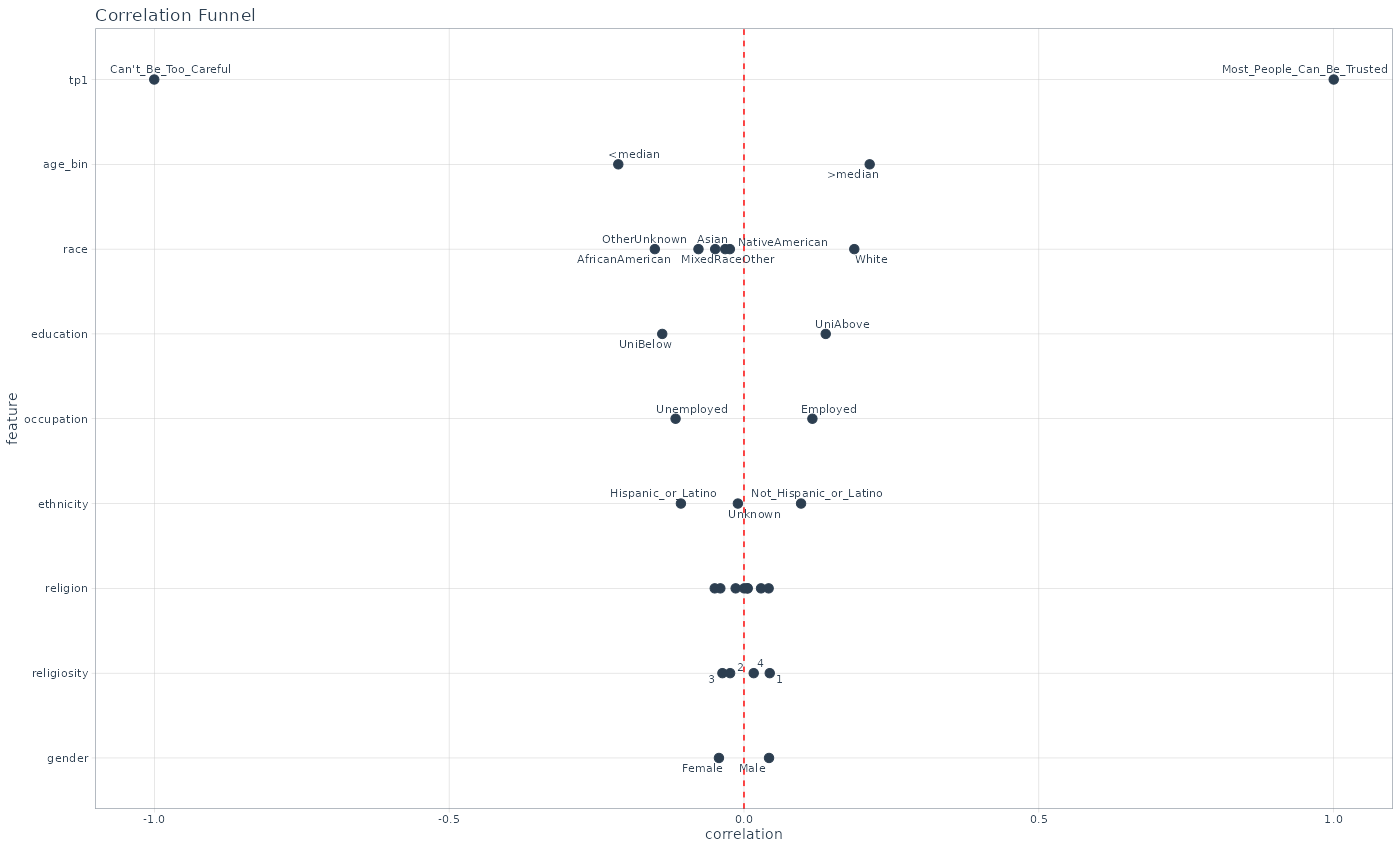 Correlation Funnel
Can't_Be_Too_Careful
Most_People_Can_Be_Trusted
tp1
<median
age_bin
>median
OtherUnknown Asian NativeAmerican
race
AfricanAmerican MixedRace Other White
UniAbove
education
UniBelow
Unemployed Employed
occupation
Hispanic_or_Latino Not_Hispanic_or_Latino
ethnicity
Unknown
religion
2 4
religiosity
3 1
gender
Female Male
-1.0 -0.5 0.0 0.5 1.0
correlation
feature